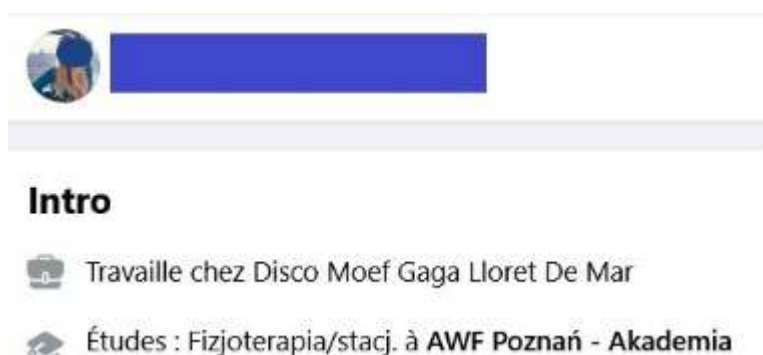 Intro
Travaille chez Disco Moef Gaga Lloret De Mar
Études : Fizjoterapia/stacj. à AWF Poznań - Akademia